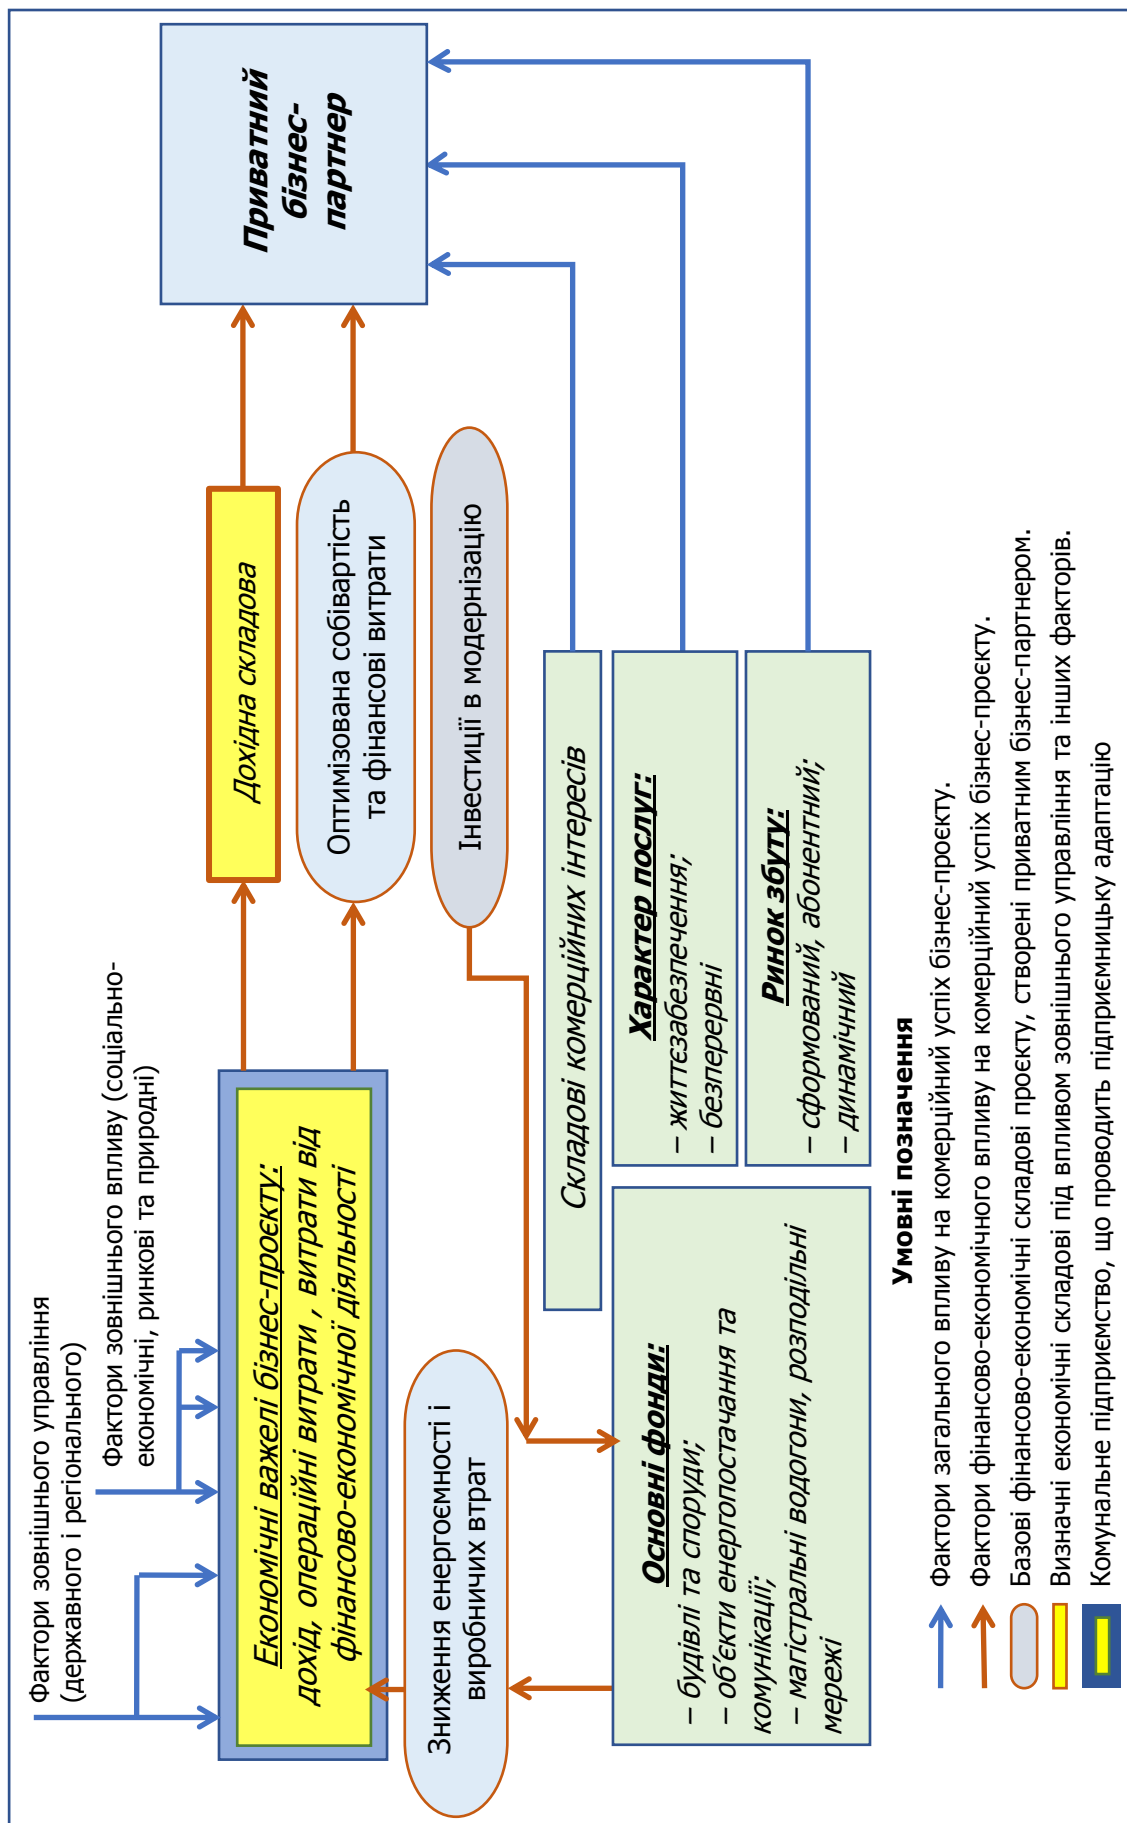 Фактори зовнішнього управління
(державного і регіонального)
Фактори зовнішнього впливу (соціально-
економічні, ринкові та природні)
Економічні важелі бізнес-проєкту:
дохід, операційні витрати , витрати від
фінансово-економічної діяльності
Дохідна складова
Оптимізована собівартість
та фінансові витрати
Приватний
бізнес-
партнер
Зниження енергоємності і
виробничих втрат
Інвестиції в модернізацію
Складові комерційних інтересів
Основні фонди:
– будівлі та споруди;
– об’єкти енергопостачання та
комунікації;
– магістральні водогони, розподільні
мережі
Характер послуг:
– життєзабезпечення;
– безперервні
Ринок збуту:
– сформований, абонентний;
– динамічний
Умовні позначення
Фактори загального впливу на комерційний успіх бізнес-проєкту.
Фактори фінансово-економічного впливу на комерційний успіх бізнес-проєкту.
Базові фінансово-економічні складові проєкту, створені приватним бізнес-партнером.
Визначні економічні складові під впливом зовнішнього управління та інших факторів.
Комунальне підприємство, що проводить підприємницьку адаптацію